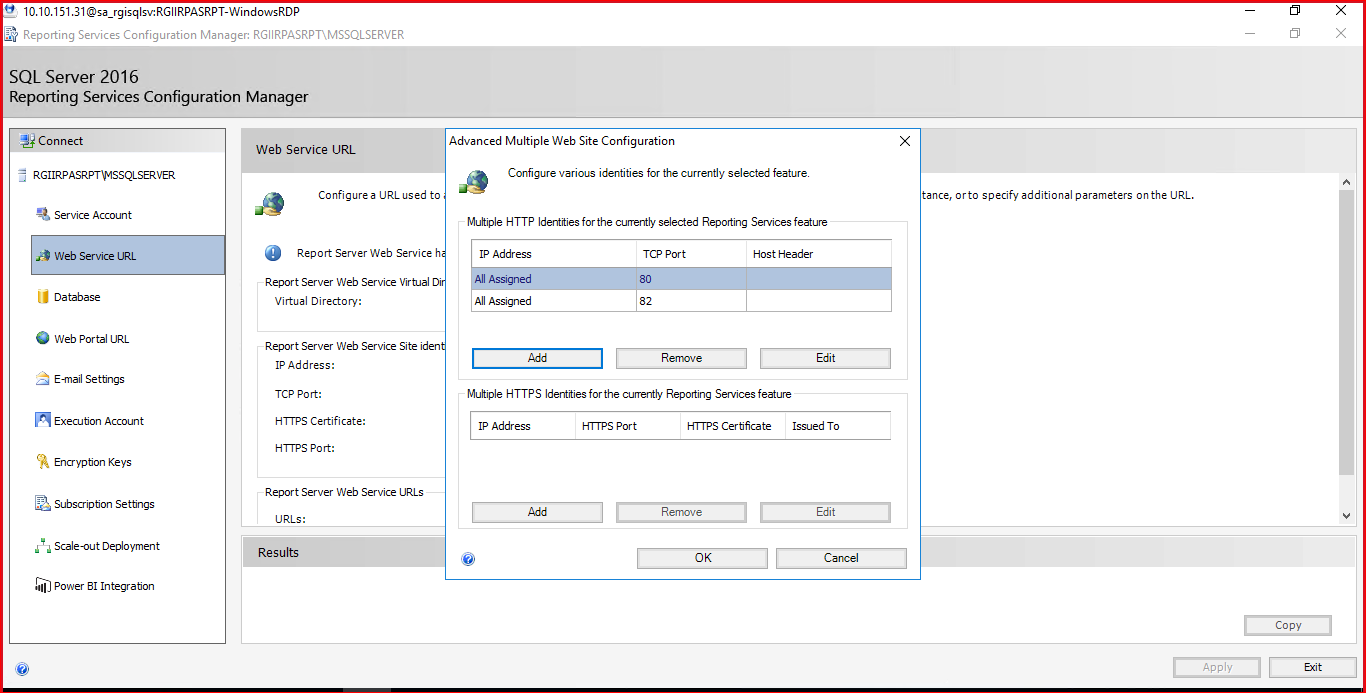 10.10.151.31@sa_rgisqlsv:RGIIRPASRPT-WindowsRDP
Reporting Services Configuration Manager: RGIIRPASRPT\MSSQLSERVER
SQL Server 2016
Reporting Services Configuration Manager
Connect
RGIIRPASRPT\MSSQLSERVER
Service Account
Web Service URL
Database
Web Portal URL
E-mail Settings
Execution Account
Encryption Keys
Subscription Settings
Scale-out Deployment
Power BI Integration
Web Service URL
Configure a URL used to a
tance, or to specify additional parameters on the URL.
Report Server Web Service ha
Report Server Web Service Virtual Dir
Virtual Directory:
Report Server Web Service Site ident
IP Address:
TCP Port:
HTTPS Certificate:
HTTPS Port:
Report Server Web Service URLs
URLs:
Advanced Multiple Web Site Configuration
Configure various identities for the currently selected feature.
Multiple HTTP Identities for the currently selected Reporting Services feature
IP Address TCP Port Host Header
All Assigned 80
All Assigned 82
Add Remove Edit
Multiple HTTPS Identities for the currently Reporting Services feature
IP Address HTTPS Port HTTPS Certificate Issued To
Add Remove Edit
OK Cancel
Results
Copy
Apply Exit